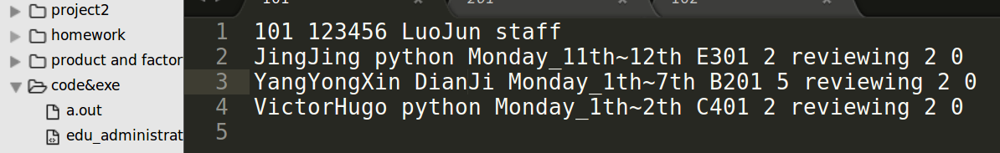 project2
homework
product and factor
code&exe
a.out
edu_administrat
101 201 102
1 101 123456 LuoJun staff
2 JingJing python Monday_11th~12th E301 2 reviewing 2 0
3 YangYongXin DianJi Monday_1th~7th B201 5 reviewing 2 0
4 VictorHugo python Monday_1th~2th C401 2 reviewing 2 0
5